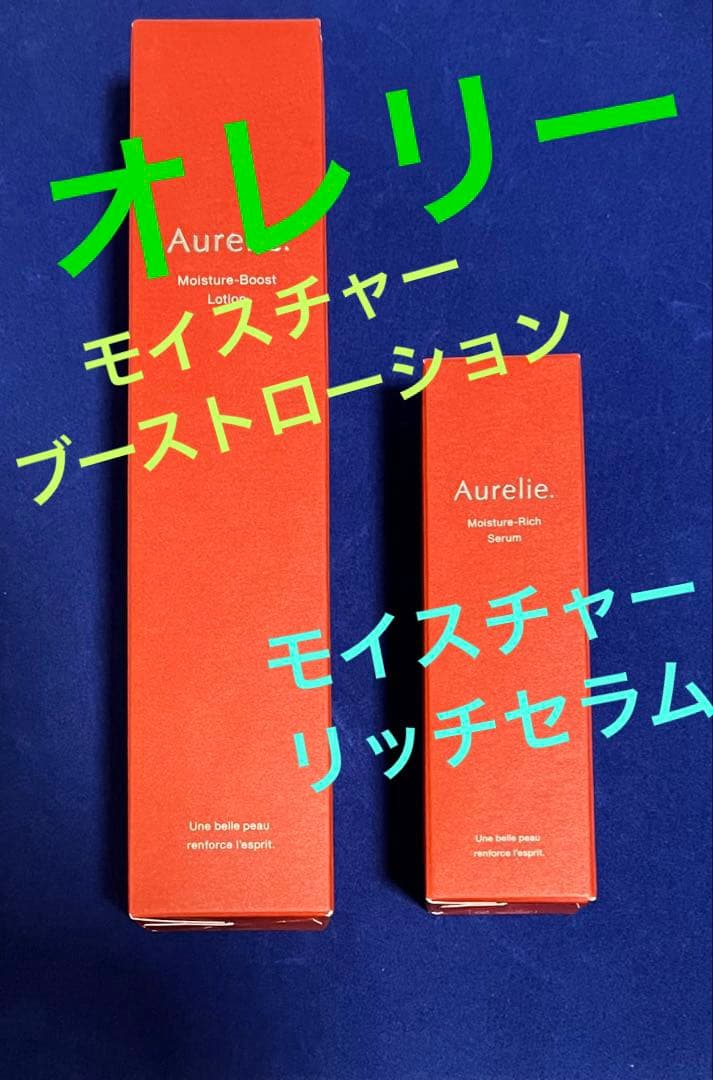 オレリー
Aurelie.
Moisture-Boost
Lotion
モイスチャー
ブーストローション
Aurelie.
Moisture-Rich
Serum
モイスチャー
リッチセラム
Une belle peau
renforce l'esprit.
Une belle peau
renforce l'esprit.